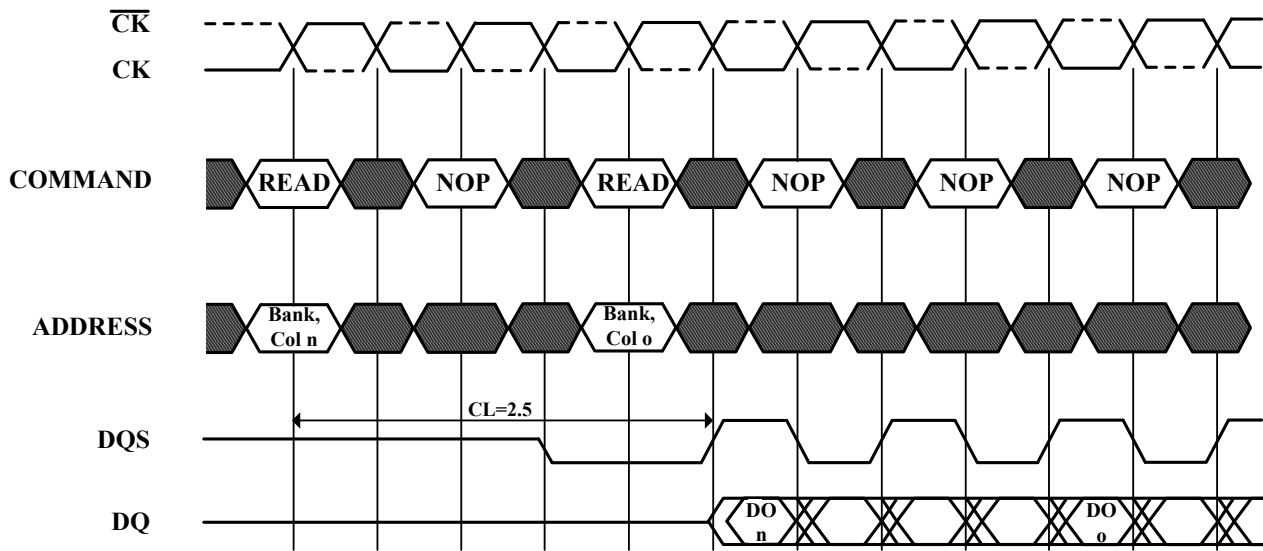 CK
CK
COMMAND
READ NOP READ NOP NOP NOP
ADDRESS
Bank,
Col n
Bank,
Col o
CL=2.5
DQS
DQ
DO
n
DO
o